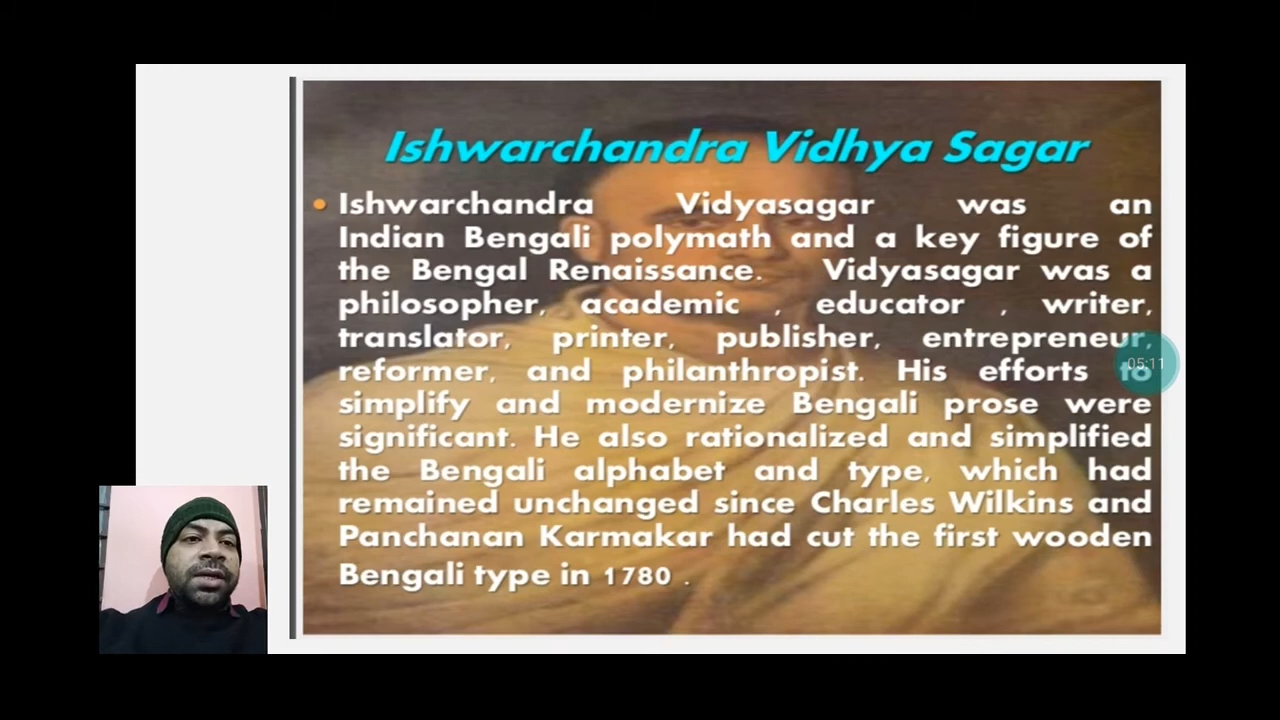 Ishwarchandra Vidhya Sagar
• Ishwarchandra Vidyasagar was an
Indian Bengali polymath and a key figure of
the Bengal Renaissance. Vidyasagar was a
philosopher, academic , educator , writer,
translator, printer, publisher, entrepreneur,
reformer, and philanthropist. His efforts to
simplify and modernize Bengali prose were
significant. He also rationalized and simplified
the Bengali alphabet and type, which had
remained unchanged since Charles Wilkins and
Panchanan Karmakar had cut the first wooden
Bengali type in 1780 .
05:11